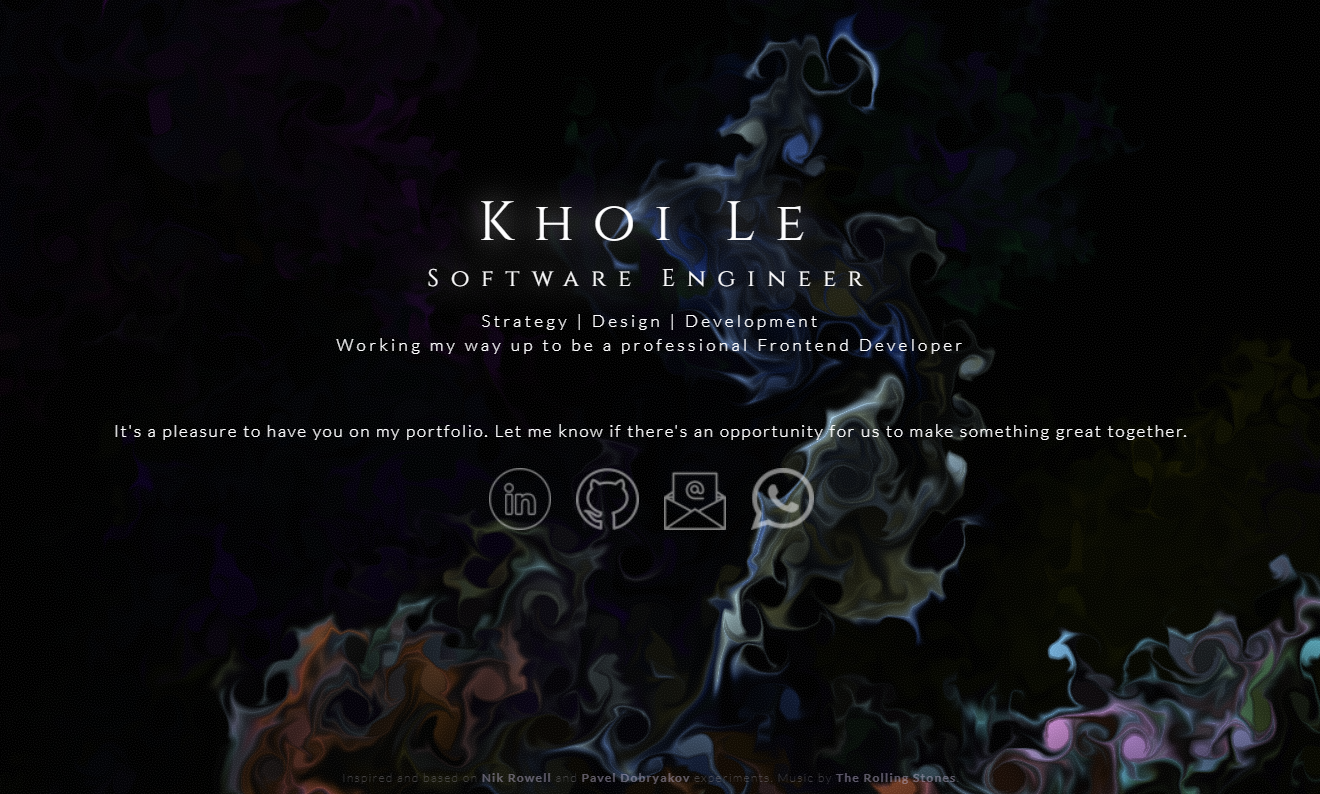 Khoi Le
Software Engineer
Strategy | Design | Development
Working my way up to be a professional Frontend Developer
It's a pleasure to have you on my portfolio. Let me know if there's an opportunity for us to make something great together.
in
@
Inspired and based on Nik Rowell and Pavel Dobryakov experiments. Music by The Rolling Stones.